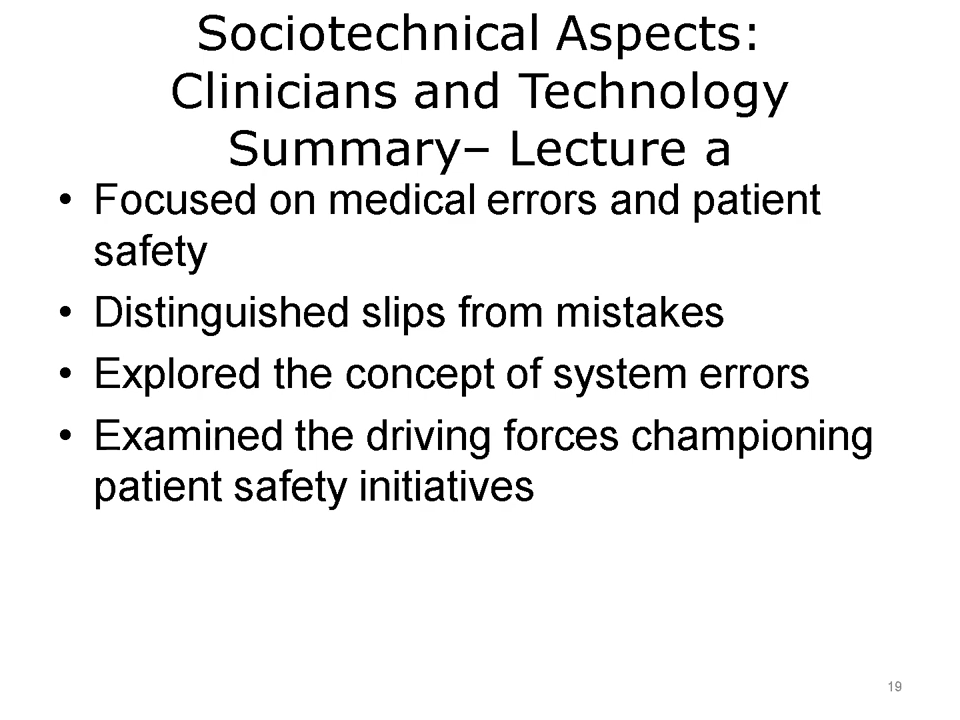 Sociotechnical Aspects:
Clinicians and Technology
Summary– Lecture a
• Focused on medical errors and patient
safety
• Distinguished slips from mistakes
• Explored the concept of system errors
• Examined the driving forces championing
patient safety initiatives
19